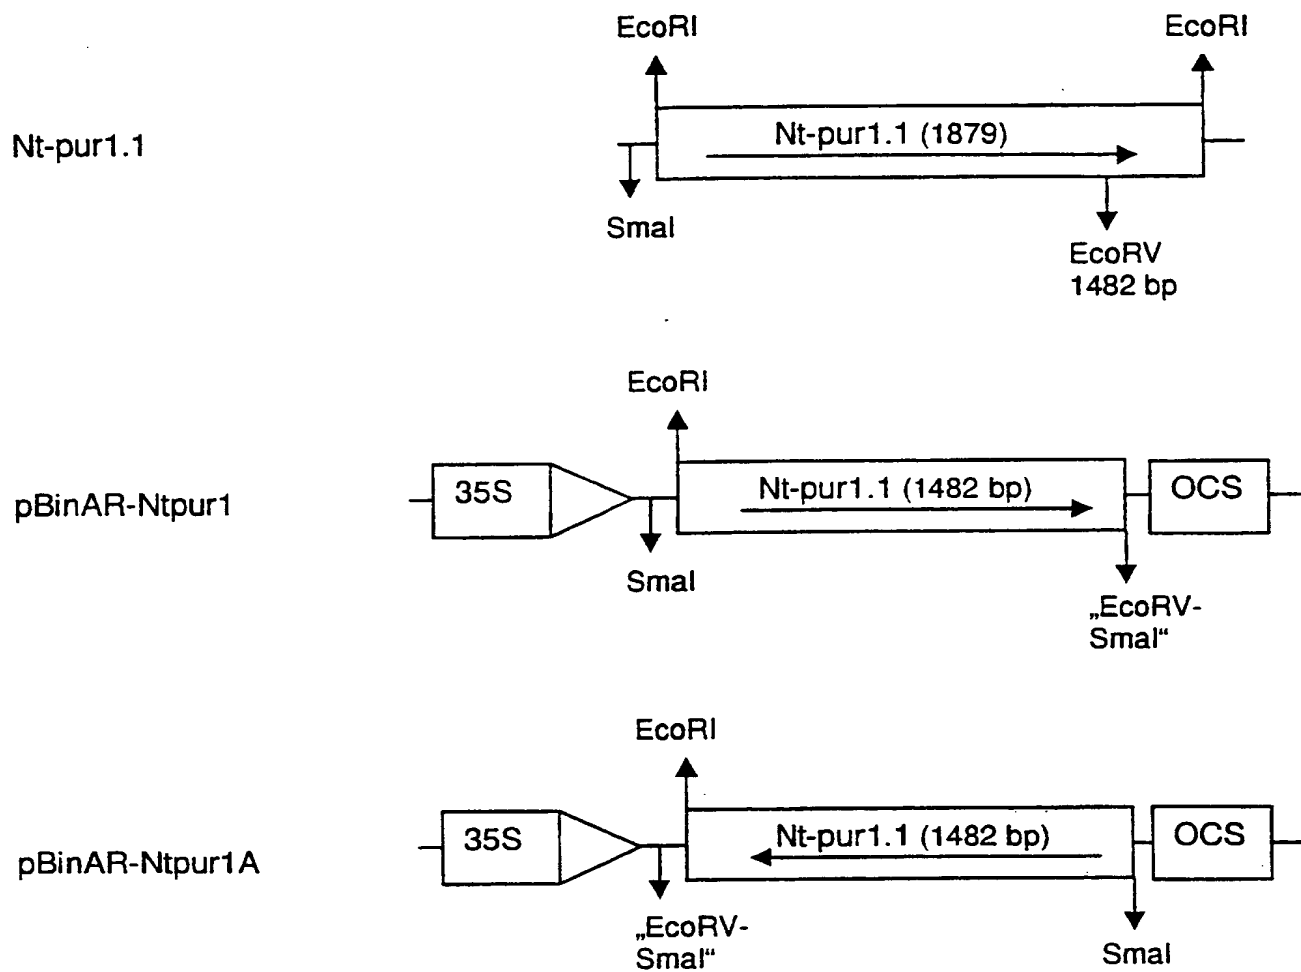 EcoRI EcoRI
Nt-pur1.1
Nt-pur1.1 (1879)
SmaI
EcoRV
1482 bp
EcoRI
pBinAR-Ntpur1
35S
Nt-pur1.1 (1482 bp)
OCS
SmaI
„EcoRV-
SmaI“
EcoRI
pBinAR-Ntpur1A
35S
Nt-pur1.1 (1482 bp)
OCS
„EcoRV-
SmaI“
SmaI